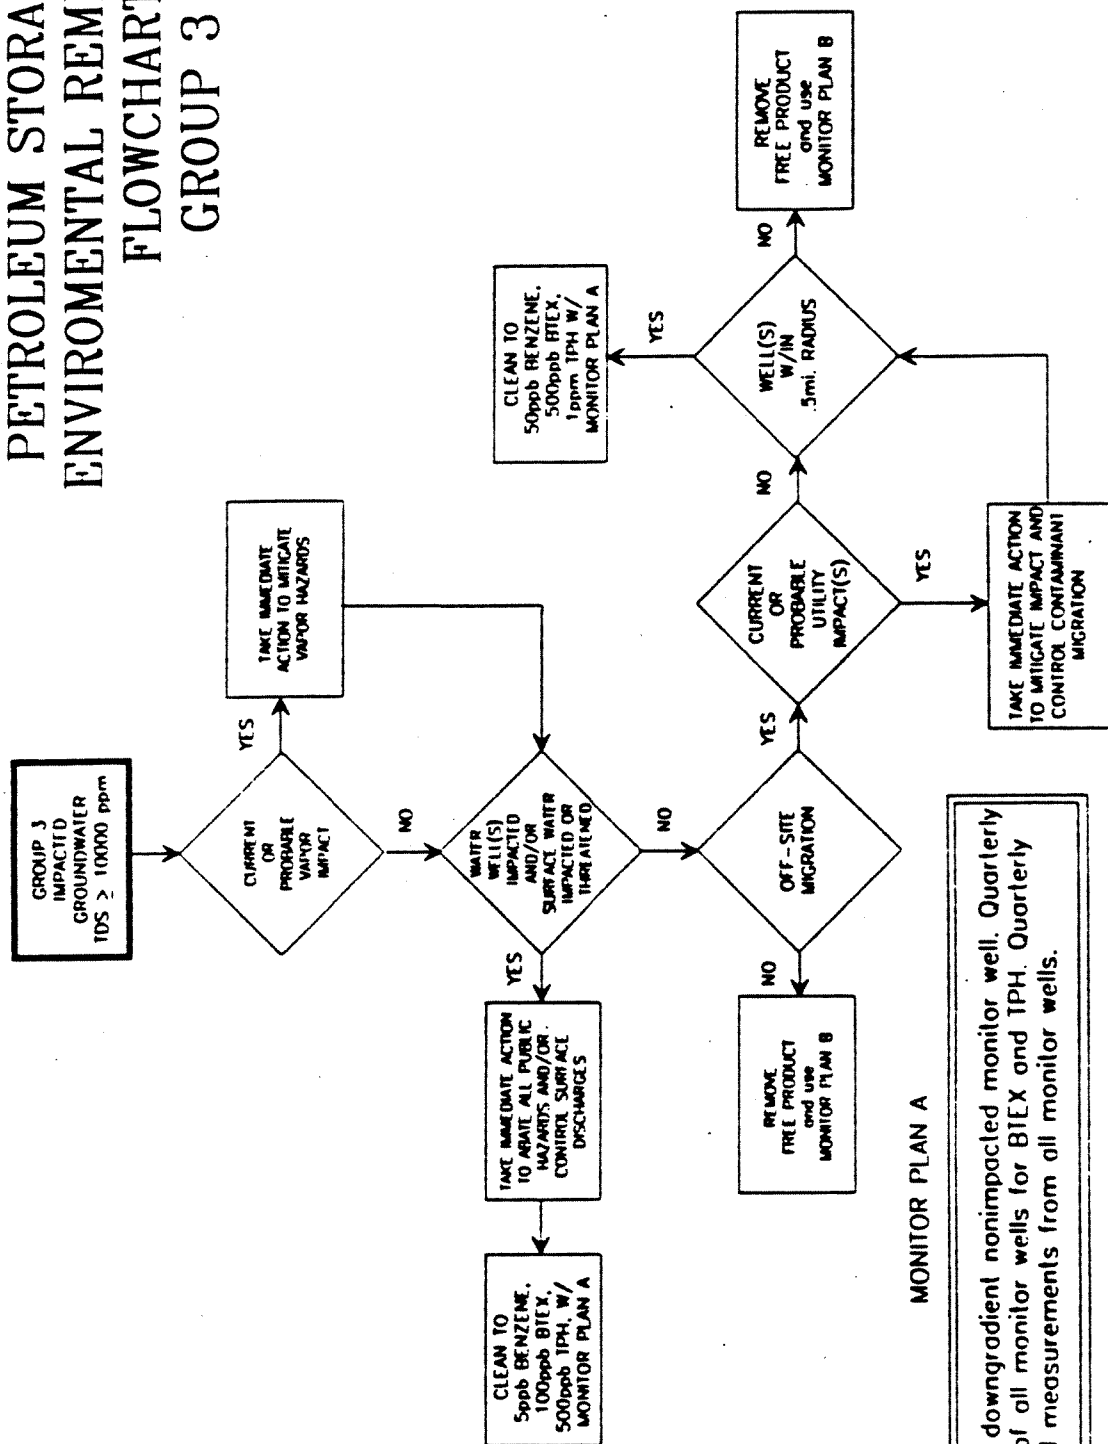 PETROLEUM STORA
ENVIROMENTAL REM
FLOWCHART
GROUP 3
GROUP 3
IMPACTED
GROUNDWATER
TDS ≥ 10000 ppm
CURRENT
OR
PROBABLE
VAPOR
IMPACT
YES
TAKE IMMEDIATE
ACTION TO MITIGATE
VAPOR HAZARDS
NO
WATER
WELL(S)
IMPACTED
AND/OR
SURFACE WATER
IMPACTED OR
THREATENED
YES
TAKE IMMEDIATE ACTION
TO ABATE ALL PUBLIC
HAZARDS AND/OR
CONTROL SURFACE
DISCHARGES
CLEAN TO
5ppb BENZENE,
100ppb BTEX,
500ppb TPH, W/
MONITOR PLAN A
NO
OFF-SITE
MIGRATION
NO
REMOVE
FREE PRODUCT
and use
MONITOR PLAN B
YES
CURRENT
OR
PROBABLE
UTILITY
IMPACT(S)
YES
TAKE IMMEDIATE ACTION
TO MITIGATE IMPACT AND
CONTROL CONTAMINANT
MIGRATION
NO
WELL(S)
W/IN
.5mi. RADIUS
YES
CLEAN TO
50ppb BENZENE,
500ppb BTEX,
1ppm TPH W/
MONITOR PLAN A
NO
REMOVE
FREE PRODUCT
and use
MONITOR PLAN B
MONITOR PLAN A
downgradient nonimpacted monitor well. Quarterly
of all monitor wells for BTEX and TPH. Quarterly
measurements from all monitor wells.